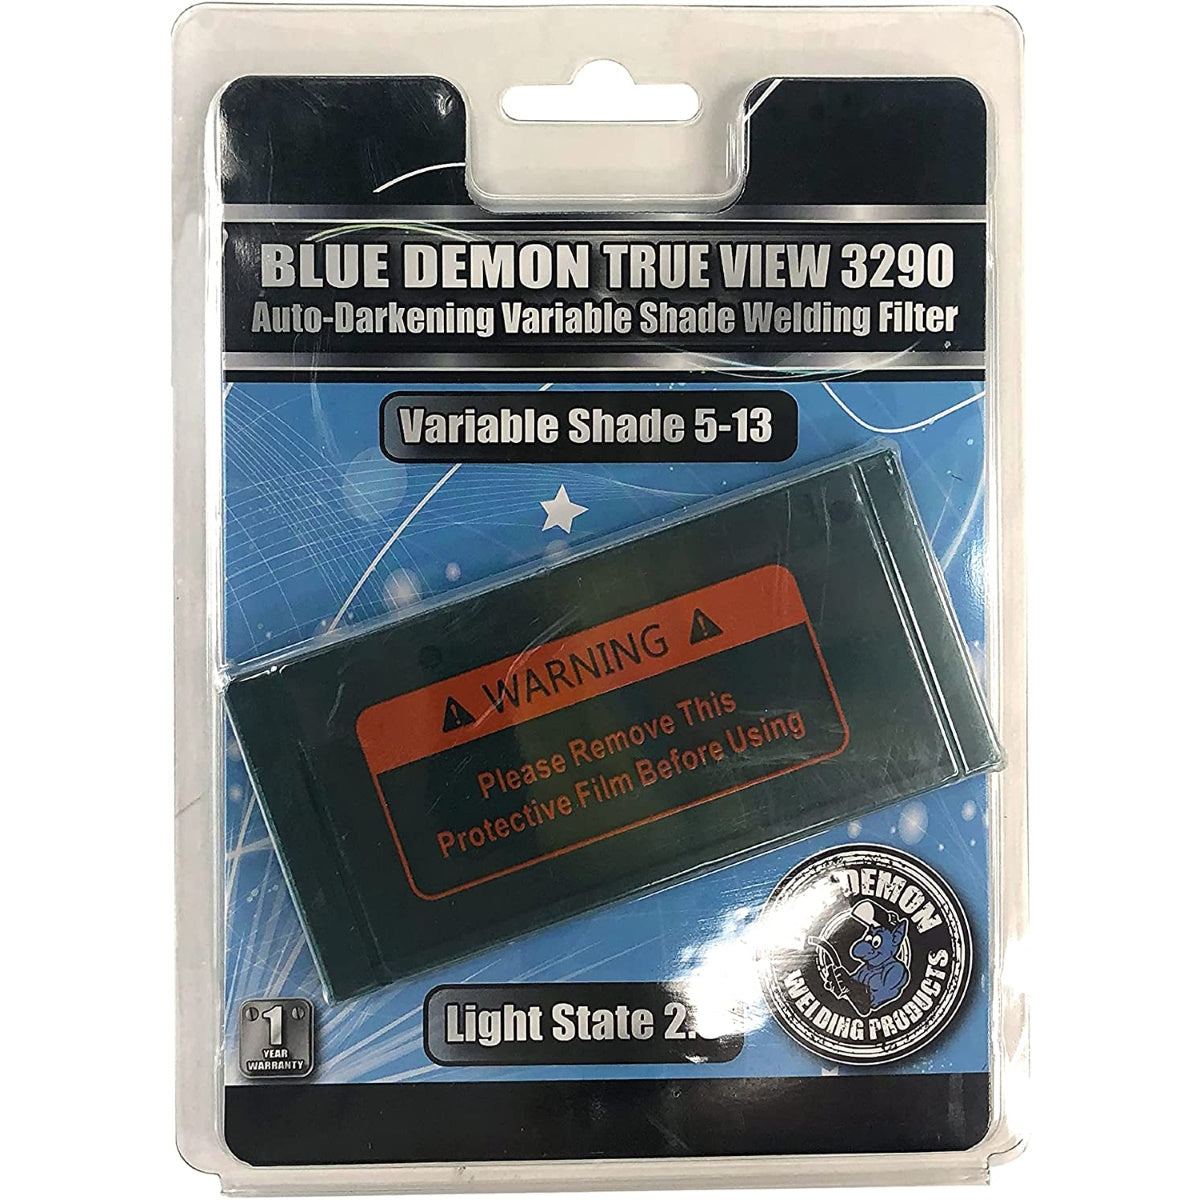 BLUE DEMON TRUE VIEW 3290
Auto-Darkening Variable Shade Welding Filter
Variable Shade 5-13
WARNING
Please Remove This
Protective Film Before Using
DEMON
WELDING PRODUCTS
Light State
1
YEAR
WARRANTY